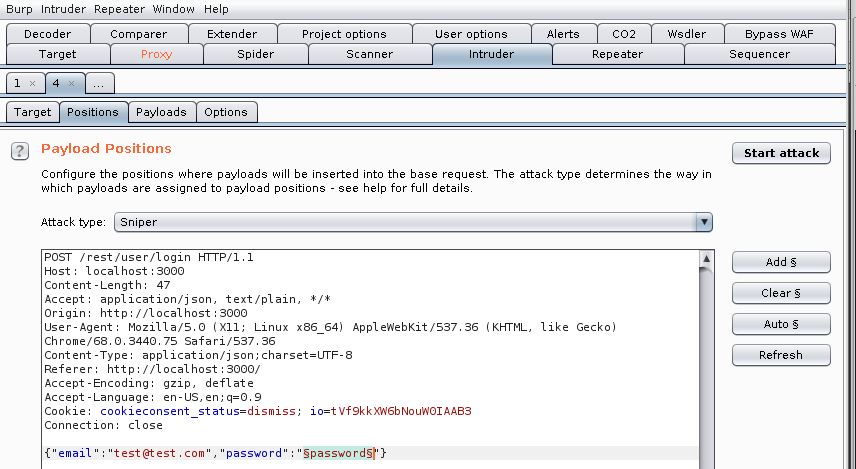 Burp Intruder Repeater Window Help
Decoder Comparer Extender Project options User options Alerts CO2 Wsdler Bypass WAF
Target Proxy Spider Scanner Intruder Repeater Sequencer
1 × 4 × ...
Target Positions Payloads Options
? Payload Positions
Start attack
Configure the positions where payloads will be inserted into the base request. The attack type determines the way in
which payloads are assigned to payload positions - see help for full details.
Attack type: Sniper
POST /rest/user/login HTTP/1.1
Host: localhost:3000
Content-Length: 47
Accept: application/json, text/plain, */*
Origin: http://localhost:3000
User-Agent: Mozilla/5.0 (X11; Linux x86_64) AppleWebKit/537.36 (KHTML, like Gecko)
Chrome/68.0.3440.75 Safari/537.36
Content-Type: application/json;charset=UTF-8
Referer: http://localhost:3000/
Accept-Encoding: gzip, deflate
Accept-Language: en-US,en;q=0.9
Cookie: cookieconsent_status=dismiss; io=tVf9kkXW6bNouW0IAAB3
Connection: close
{"email":"test@test.com","password":"§password§"}
Add §
Clear §
Auto §
Refresh